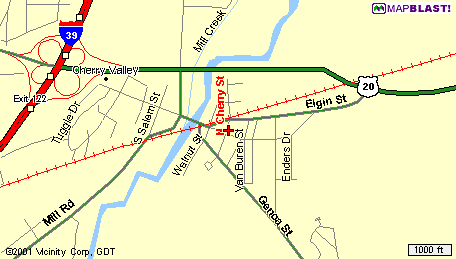 MAPBLAST!
39
Mill Creek
Cherry Valley
20
Exit 122
N Cherry St
Elgin St
Tuggle Dr
S Salem St
Walnut St
Van Buren St
Enders Dr
Mill Rd
Genoa St
©2001 Vicinity Corp, GDT
1000 ft